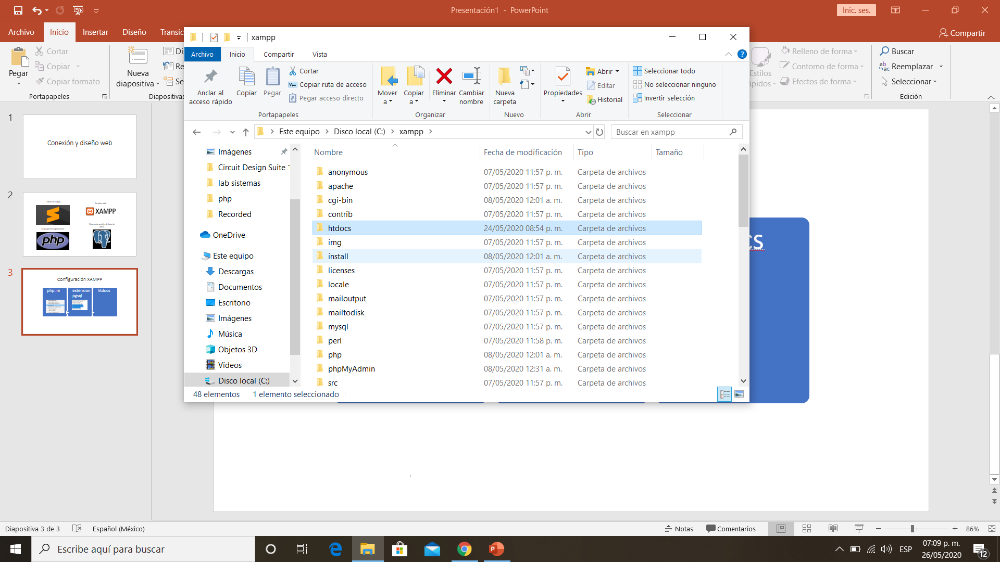 Presentación1 - PowerPoint
Inic. ses.
Archivo
Inicio
Insertar
Diseño
Transic
Compartir
Pegar
Cortar
Copiar
Copiar formato
Portapapeles
Nueva
diapositiva
Di
Re
Se
Diapositivas
Estilos
ápidos
Relleno de forma
Contorno de forma
Efectos de forma
Buscar
Reemplazar
Seleccionar
Edición
xampp
Archivo
Inicio
Compartir
Vista
Anclar al
acceso rápido
Copiar
Pegar
Cortar
Copiar ruta de acceso
Pegar acceso directo
Portapapeles
Mover
a
Copiar
a
Eliminar
Cambiar
nombre
Organizar
Nueva
carpeta
Nuevo
Propiedades
Abrir
Editar
Historial
Abrir
Seleccionar todo
No seleccionar ninguno
Invertir selección
Seleccionar
Este equipo > Disco local (C:) > xampp >
Buscar en xampp
Imágenes
Circuit Design Suite 1
lab sistemas
php
Recorded
OneDrive
Este equipo
Descargas
Documentos
Escritorio
Imágenes
Música
Objetos 3D
Videos
Disco local (C:)
Nombre Fecha de modificación Tipo Tamaño
anonymous 07/05/2020 11:57 p. m. Carpeta de archivos
apache 07/05/2020 11:57 p. m. Carpeta de archivos
cgi-bin 08/05/2020 12:01 a. m. Carpeta de archivos
contrib 07/05/2020 11:57 p. m. Carpeta de archivos
htdocs 24/05/2020 08:54 p. m. Carpeta de archivos
img 07/05/2020 11:57 p. m. Carpeta de archivos
install 08/05/2020 12:01 a. m. Carpeta de archivos
licenses 07/05/2020 11:57 p. m. Carpeta de archivos
locale 07/05/2020 11:57 p. m. Carpeta de archivos
mailoutput 07/05/2020 11:57 p. m. Carpeta de archivos
mailtodisk 07/05/2020 11:57 p. m. Carpeta de archivos
mysql 07/05/2020 11:57 p. m. Carpeta de archivos
perl 07/05/2020 11:58 p. m. Carpeta de archivos
php 08/05/2020 12:01 a. m. Carpeta de archivos
phpMyAdmin 08/05/2020 12:31 a. m. Carpeta de archivos
src 07/05/2020 11:57 p. m. Carpeta de archivos
48 elementos
1 elemento seleccionado
1
Conexión y diseño web
2
XAMPP
php
3
Configuración XAMPP
php.ini
extension
pgsql
htdocs
cs
Diapositiva 3 de 3
Español (México)
Notas
Comentarios
86%
Escribe aquí para buscar
ESP
07:09 p. m.
26/05/2020
12